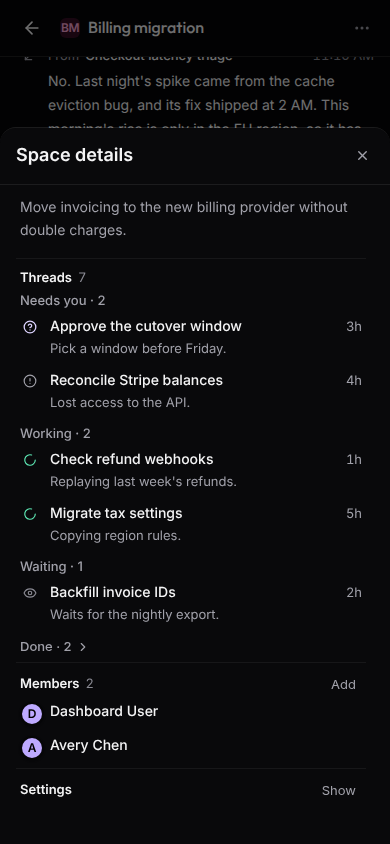 BM Billing migration
From Checkout latency triage 11:10 AM
No. Last night's spike came from the cache
eviction bug, and its fix shipped at 2 AM. This
Space details
Move invoicing to the new billing provider without
double charges.
Threads 7
Needs you · 2
Approve the cutover window 3h
Pick a window before Friday.
Reconcile Stripe balances 4h
Lost access to the API.
Working · 2
Check refund webhooks 1h
Replaying last week's refunds.
Migrate tax settings 5h
Copying region rules.
Waiting · 1
Backfill invoice IDs 2h
Waits for the nightly export.
Done · 2
Members 2 Add
D Dashboard User
A Avery Chen
Settings Show